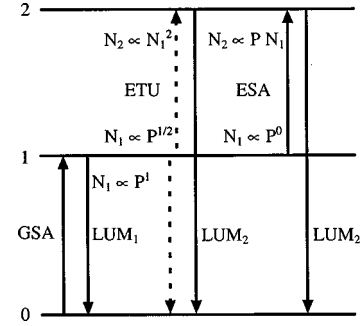 2
N₂ ∝ N₁² N₂ ∝ P N₁
ETU ESA
N₁ ∝ P^{1/2} N₁ ∝ P⁰
1
N₁ ∝ P¹
GSA LUM₁ LUM₂ LUM₂
0